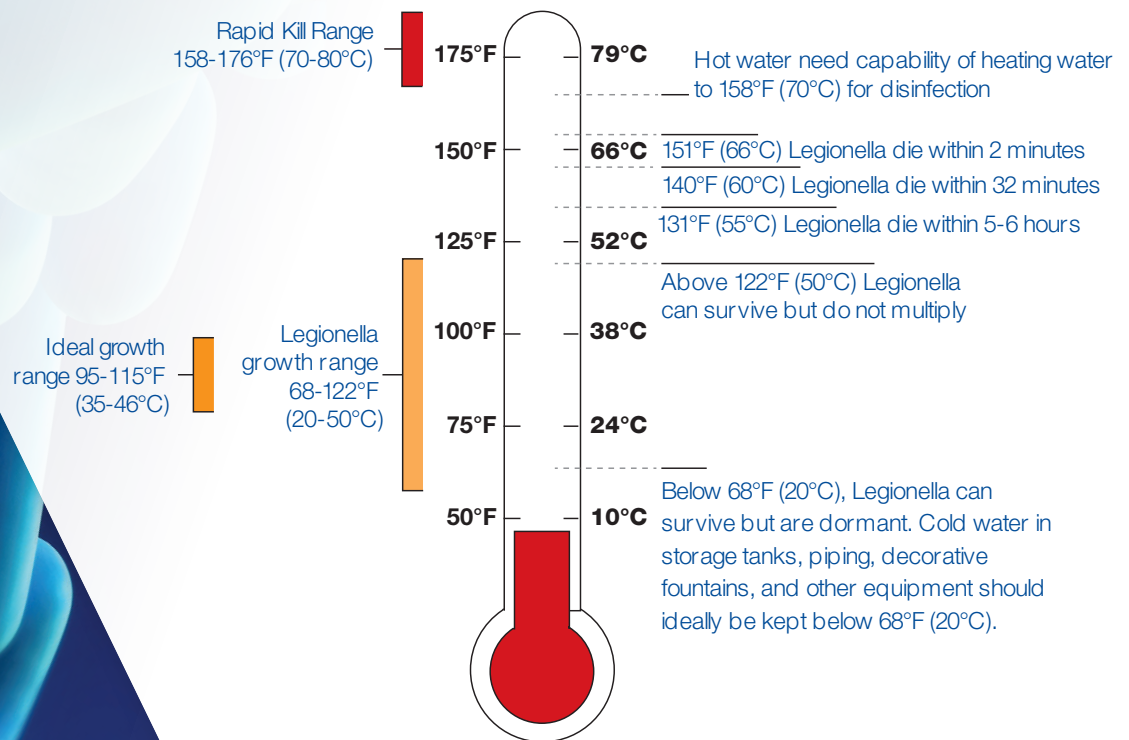 Rapid Kill Range
158-176°F (70-80°C)
175°F
79°C
Hot water need capability of heating water
to 158°F (70°C) for disinfection
150°F
66°C
151°F (66°C) Legionella die within 2 minutes
140°F (60°C) Legionella die within 32 minutes
131°F (55°C) Legionella die within 5-6 hours
125°F
52°C
Above 122°F (50°C) Legionella
can survive but do not multiply
100°F
38°C
Ideal growth
range 95-115°F
(35-46°C)
Legionella
growth range
68-122°F
(20-50°C)
75°F
24°C
50°F
10°C
Below 68°F (20°C), Legionella can
survive but are dormant. Cold water in
storage tanks, piping, decorative
fountains, and other equipment should
ideally be kept below 68°F (20°C).